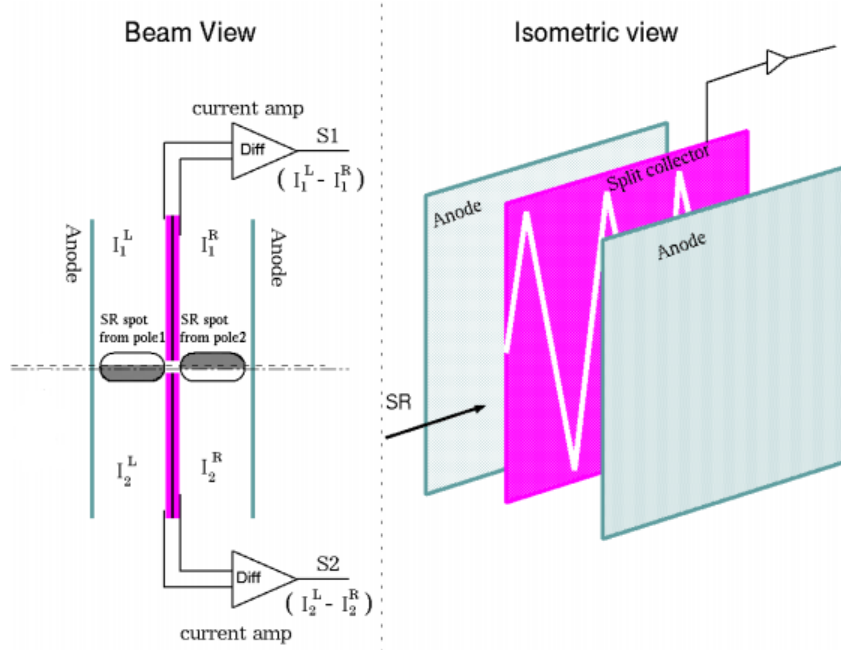 Beam View
current amp
Diff
S1
( I₁ᴸ - I₁ᴿ )
Anode
I₁ᴸ
I₁ᴿ
Anode
SR spot
from pole1
SR spot
from pole2
I₂ᴸ
I₂ᴿ
Diff
S2
( I₂ᴸ - I₂ᴿ )
current amp
Isometric view
Split collector
Anode
Anode
SR